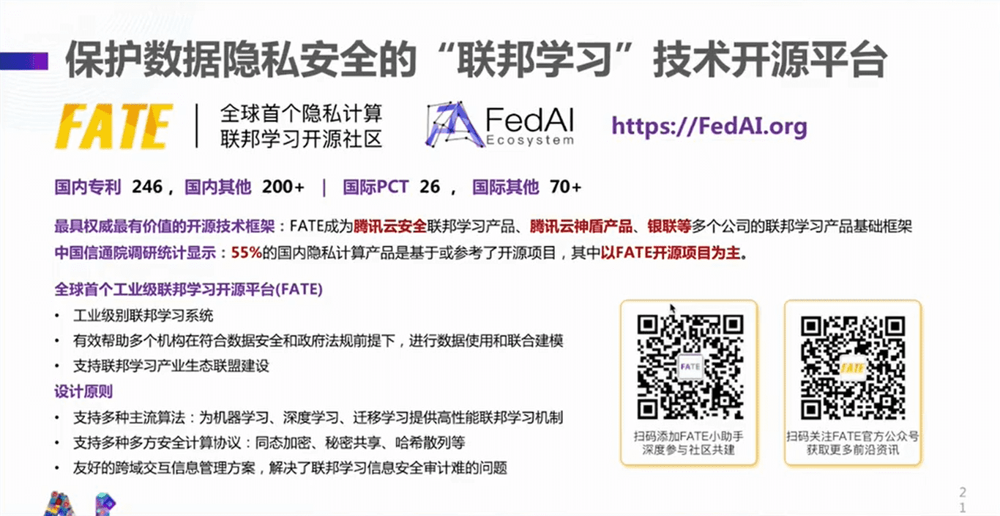 保护数据隐私安全的“联邦学习”技术开源平台
FATE
全球首个隐私计算
联邦学习开源社区
FedAI
Ecosystem
https://FedAI.org
国内专利 246，国内其他 200+ | 国际PCT 26 ，国际其他 70+
最具权威最有价值的开源技术框架：FATE成为腾讯云安全联邦学习产品、腾讯云神盾产品、银联等多个公司的联邦学习产品基础框架
中国信通院调研统计显示：55%的国内隐私计算产品是基于或参考了开源项目，其中以FATE开源项目为主。
全球首个工业级联邦学习开源平台(FATE)
• 工业级别联邦学习系统
• 有效帮助多个机构在符合数据安全和政府法规前提下，进行数据使用和联合建模
• 支持联邦学习产业生态联盟建设
设计原则
• 支持多种主流算法：为机器学习、深度学习、迁移学习提供高性能联邦学习机制
• 支持多种多方安全计算协议：同态加密、秘密共享、哈希散列等
• 友好的跨域交互信息管理方案，解决了联邦学习信息安全审计难的问题
FATE
扫码添加FATE小助手
深度参与社区共建
FATE
扫码关注FATE官方公众号
获取更多前沿资讯
2
1